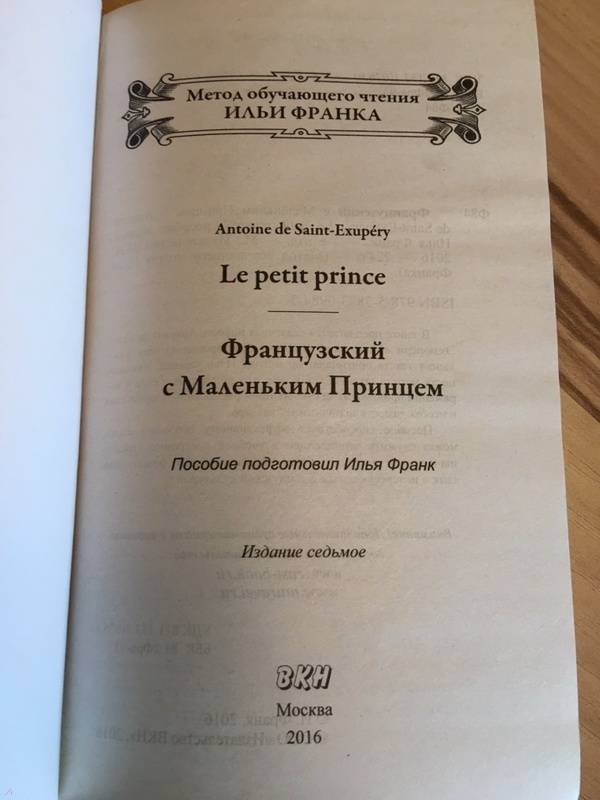 Метод обучающего чтения
ИЛЬИ ФРАНКА
Antoine de Saint-Exupéry
Le petit prince
Французский
с Маленьким Принцем
Пособие подготовил Илья Франк
Издание седьмое
ВКН
Москва
2016